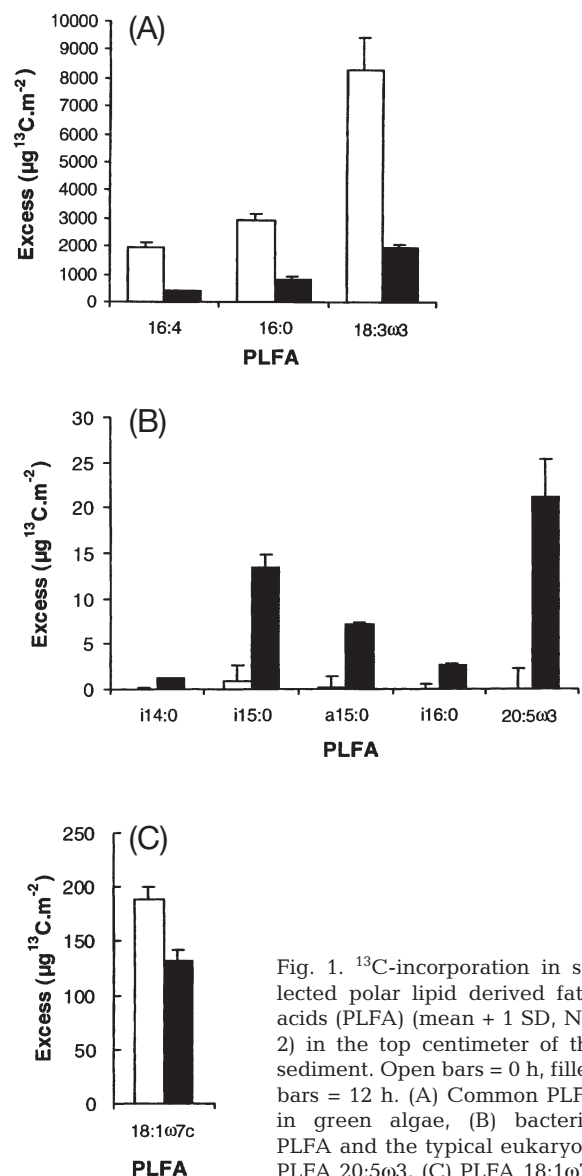 (A)
Excess (µg ¹³C.m⁻²)
10000
9000
8000
7000
6000
5000
4000
3000
2000
1000
0
16:4 16:0 18:3ω3
PLFA
(B)
Excess (µg ¹³C.m⁻²)
30
25
20
15
10
5
0
i14:0 i15:0 a15:0 i16:0 20:5ω3
PLFA
(C)
Excess (µg ¹³C.m⁻²)
250
200
150
100
50
0
18:1ω7c
PLFA
Fig. 1. ¹³C-incorporation in s
lected polar lipid derived fat
acids (PLFA) (mean + 1 SD, N
2) in the top centimeter of th
sediment. Open bars = 0 h, fille
bars = 12 h. (A) Common PLF
in green algae, (B) bacteri
PLFA and the typical eukaryo
PLFA 20:5ω3, (C) PLFA 18:1ω